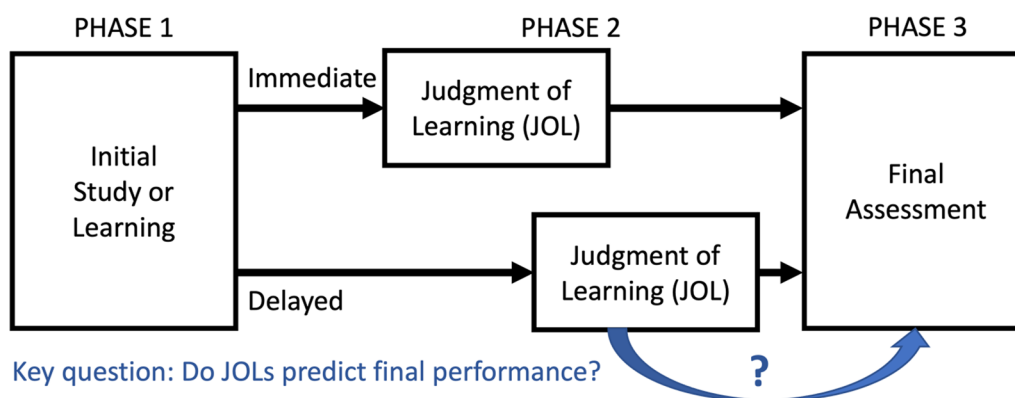 PHASE 1
PHASE 2
PHASE 3
Initial
Study or
Learning
Immediate
Judgment of
Learning (JOL)
Delayed
Judgment of
Learning (JOL)
Final
Assessment
Key question: Do JOLs predict final performance?
?